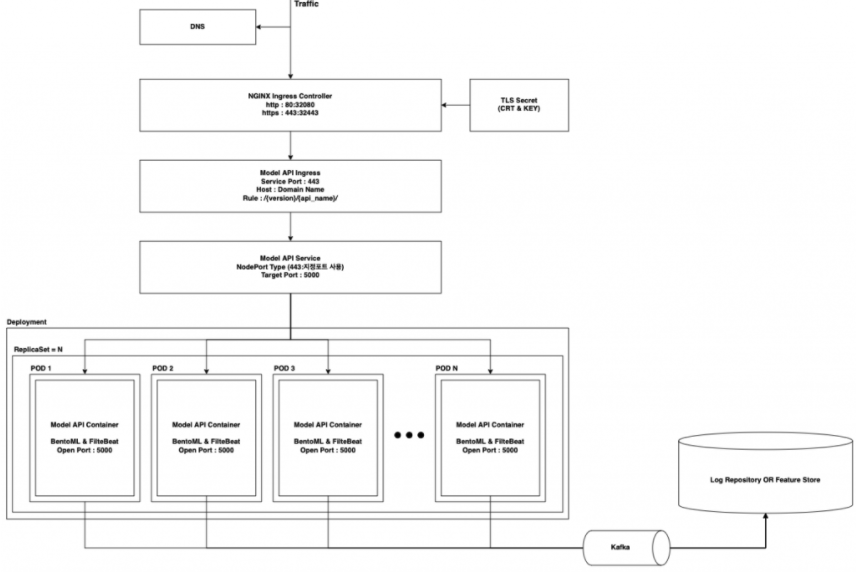 Traffic
DNS
NGINX Ingress Controller
http : 80:32080
https : 443:32443
TLS Secret
(CRT & KEY)
Model API Ingress
Service Port : 443
Host : Domain Name
Rule : /{version}/{api_name}/
Model API Service
NodePort Type (443:지정포트 사용)
Target Port : 5000
Deployment
ReplicaSet = N
POD 1
POD 2
POD 3
POD N
Model API Container
BentoML & FilteBeat
Open Port : 5000
Model API Container
BentoML & FilteBeat
Open Port : 5000
Model API Container
BentoML & FilteBeat
Open Port : 5000
Model API Container
BentoML & FilteBeat
Open Port : 5000
Log Repository OR Feature Store
Kafka